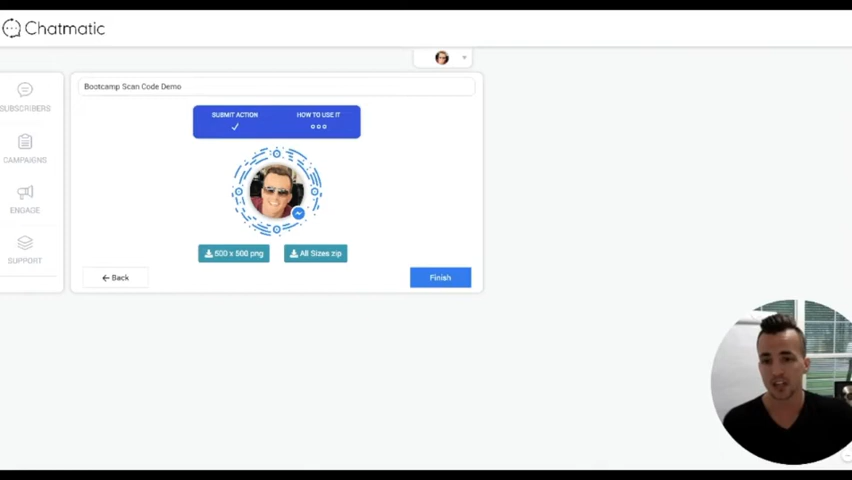 Chatmatic
Bootcamp Scan Code Demo
SUBSCRIBERS
SUBMIT ACTION
HOW TO USE IT
CAMPAIGNS
ENGAGE
500 x 500 png
All Sizes zip
SUPPORT
Back
Finish